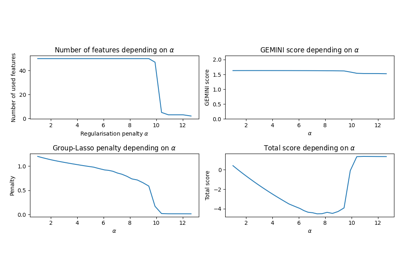 Number of features depending on α
Number of used features
40
20
0
2 4 6 8 10 12
Regularisation penalty α
GEMINI score depending on α
GEMINI score
2.0
1.5
1.0
0.5
0.0
2 4 6 8 10 12
α
Group-Lasso penalty depending on α
Penalty
1.0
0.5
0.0
2 4 6 8 10 12
α
Total score depending on α
Total score
0
−2
−4
2 4 6 8 10 12
α